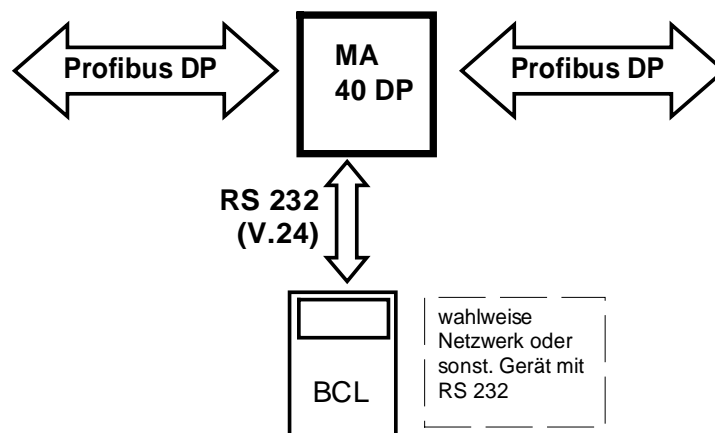 Profibus DP
MA
40 DP
Profibus DP
RS 232
(V.24)
BCL
wahlweise
Netzwerk oder
sonst. Gerät mit
RS 232